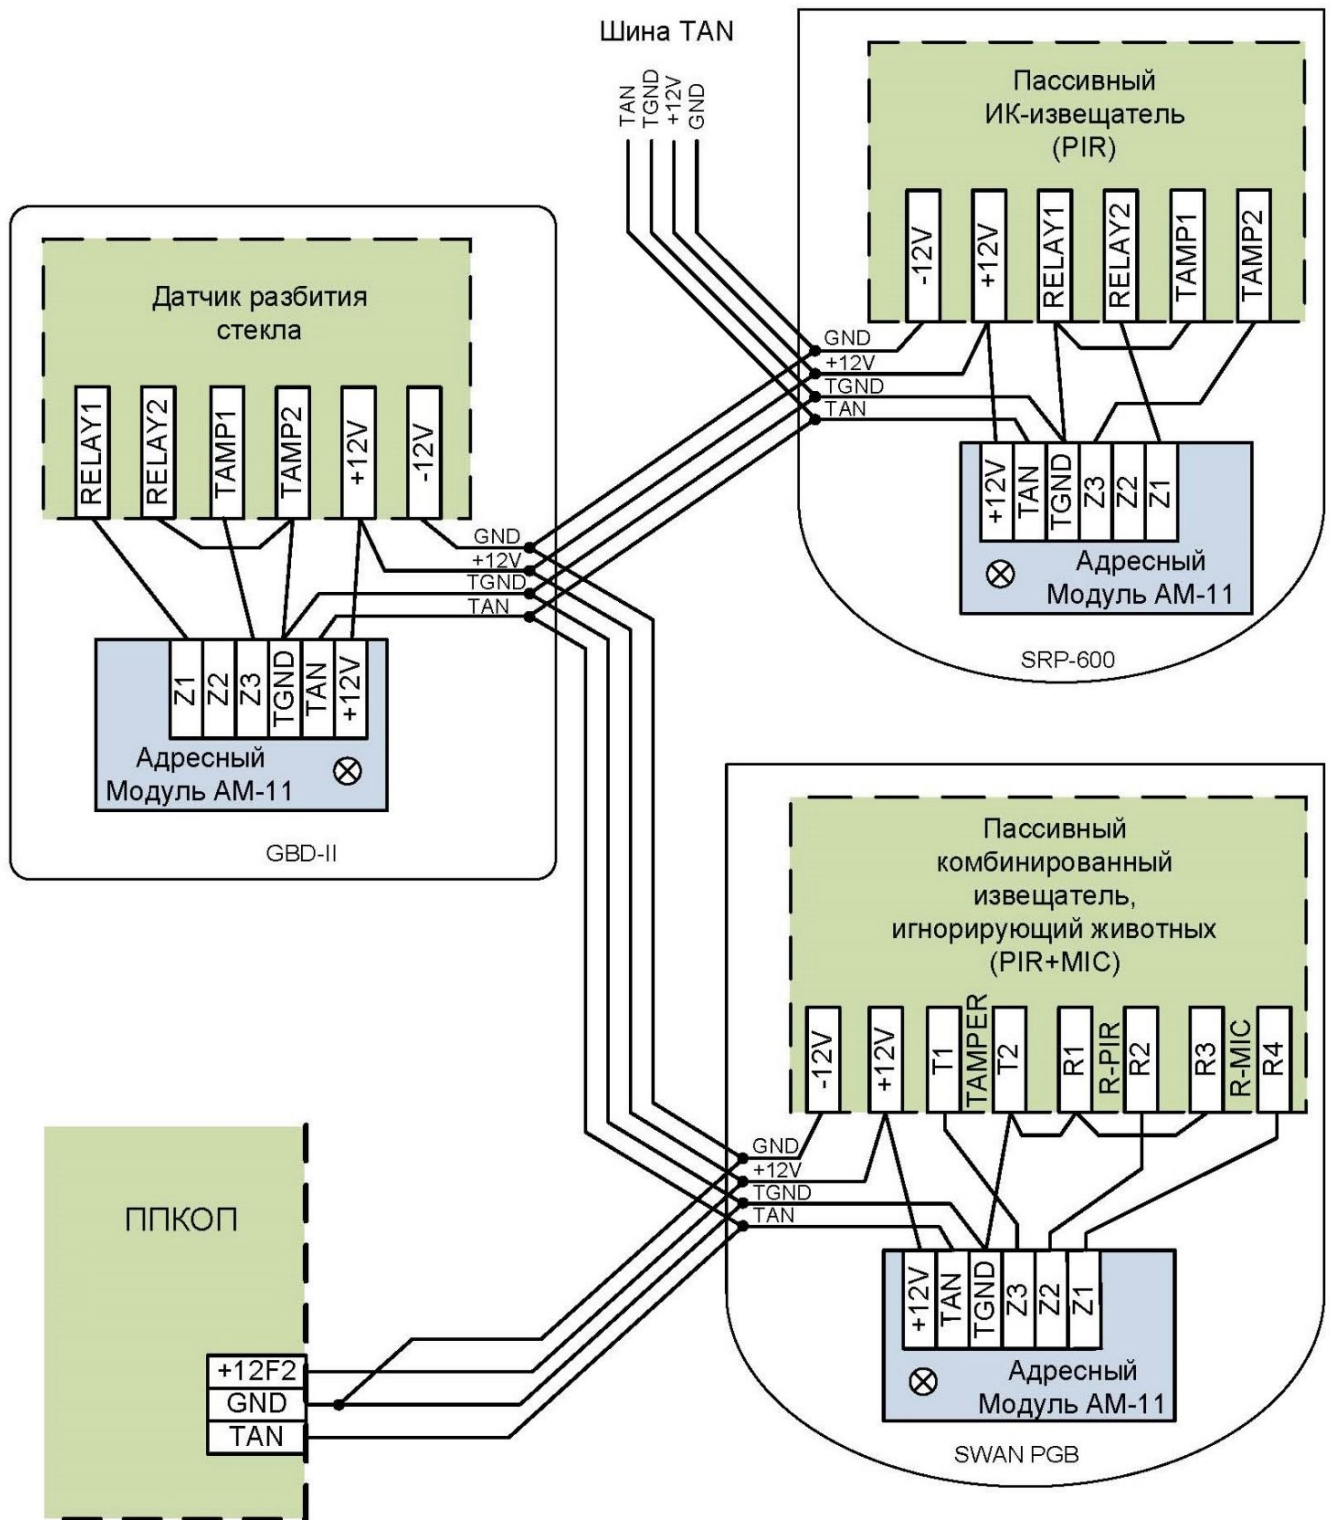 Шина TAN
TAN
TGND
+12V
GND
Пассивный
ИК-извещатель
(PIR)
-12V
+12V
RELAY1
RELAY2
TAMP1
TAMP2
GND
+12V
TGND
TAN
+12V
TAN
TGND
Z3
Z2
Z1
Адресный
Модуль АМ-11
SRP-600
Датчик разбития
стекла
RELAY1
RELAY2
TAMP1
TAMP2
+12V
-12V
GND
+12V
TGND
TAN
Z1
Z2
Z3
TGND
TAN
+12V
Адресный
Модуль АМ-11
GBD-II
Пассивный
комбинированный
извещатель,
игнорирующий животных
(PIR+MIC)
-12V
+12V
T1
TAMPER
T2
R1
R-PIR
R2
R3
R-MIC
R4
GND
+12V
TGND
TAN
+12V
TAN
TGND
Z3
Z2
Z1
Адресный
Модуль АМ-11
SWAN PGB
ППКОП
+12F2
GND
TAN